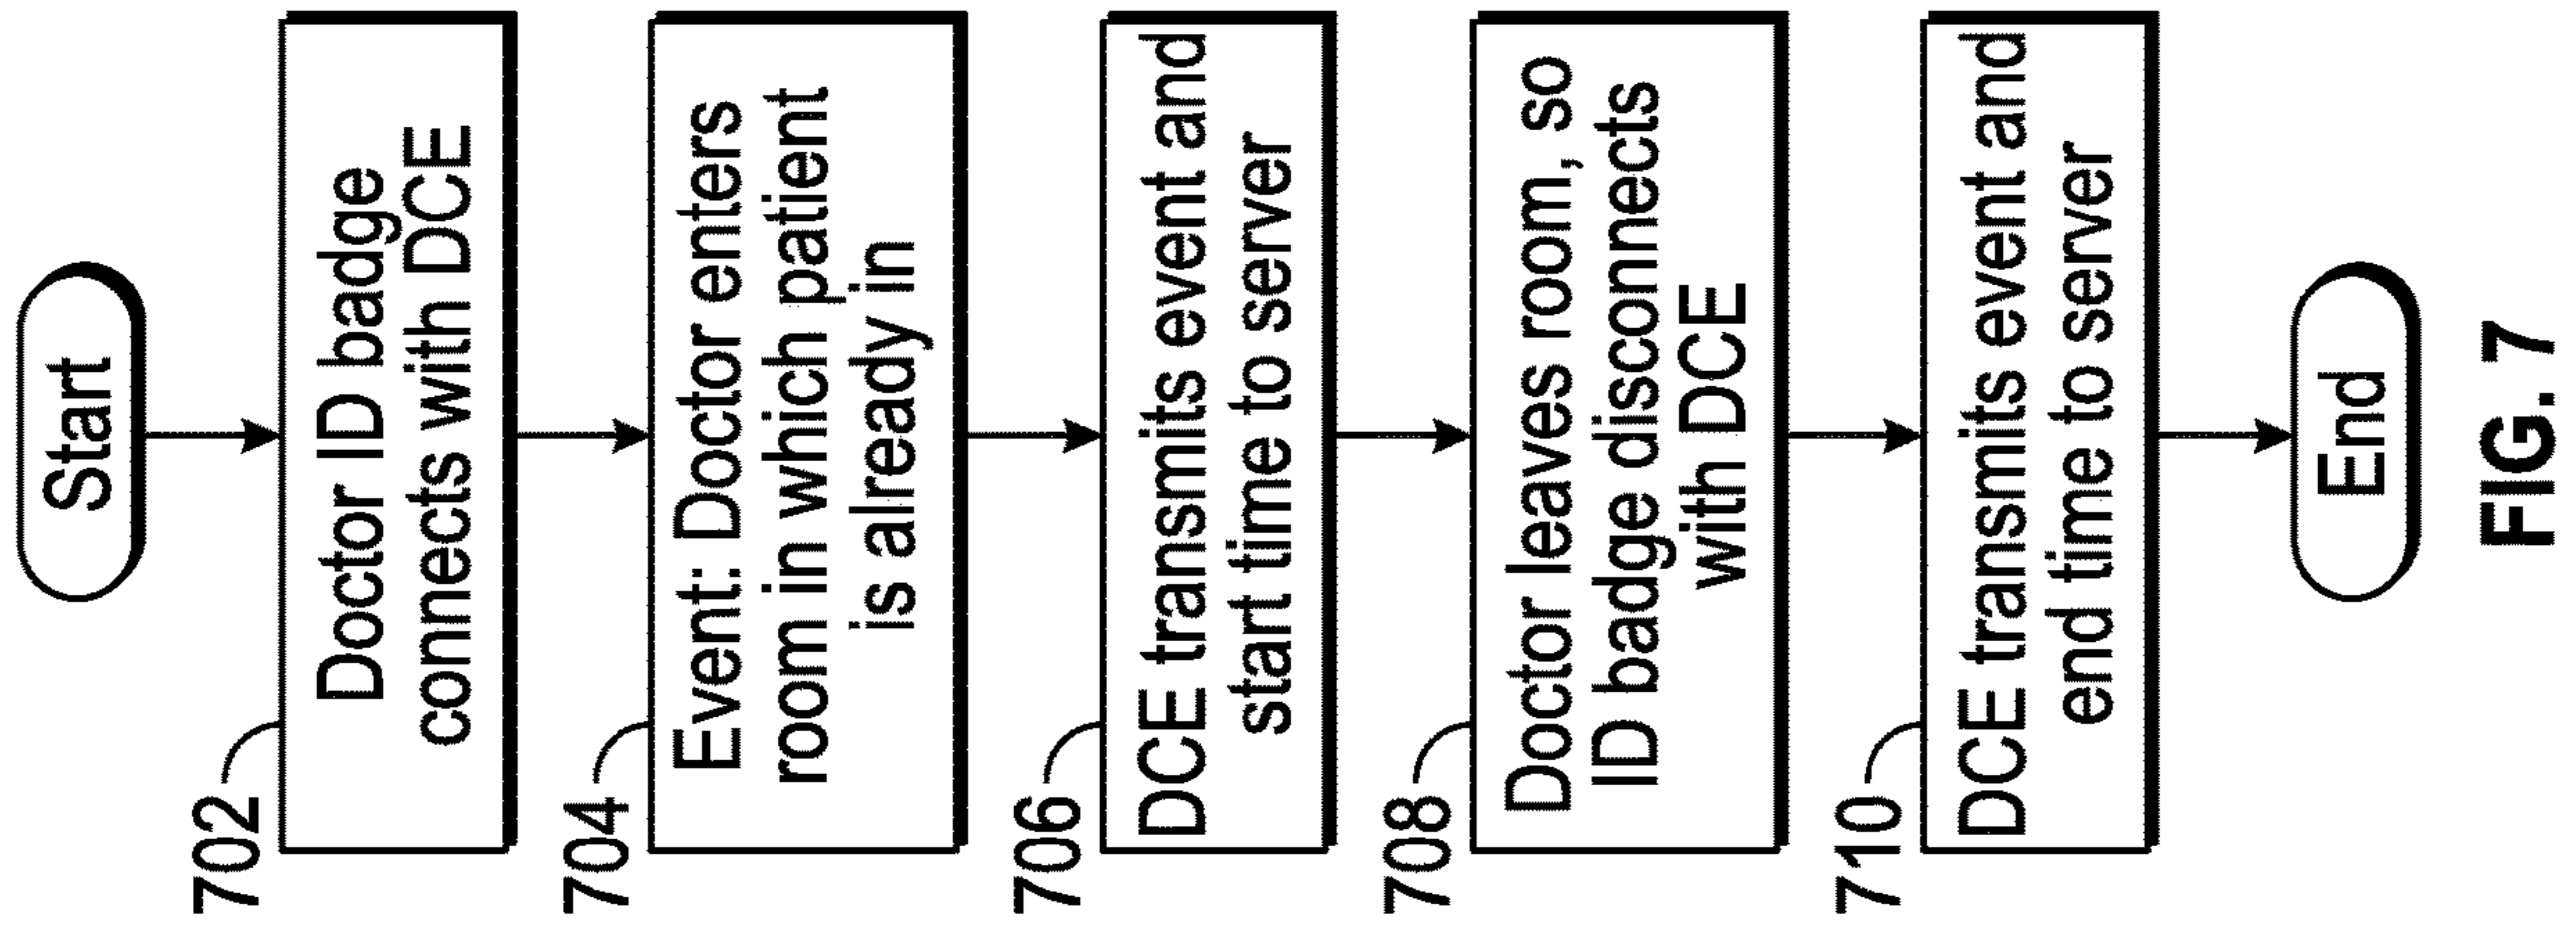 Start
702
Doctor ID badge
connects with DCE
704
Event: Doctor enters
room in which patient
is already in
706
DCE transmits event and
start time to server
708
Doctor leaves room, so
ID badge disconnects
with DCE
710
DCE transmits event and
end time to server
End
FIG. 7